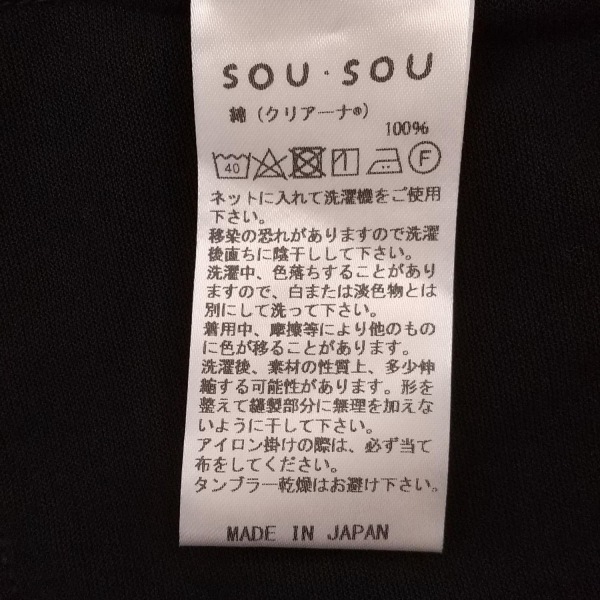 SOU・SOU
綿（クリアーナ®）
100%
40
F
ネットに入れて洗濯機をご使用
下さい。
移染の恐れがありますので洗濯
後直ちに陰干しして下さい。
洗濯中、色落ちすることがあり
ますので、白または淡色物とは
別にして洗って下さい。
着用中、摩擦等により他のもの
に色が移ることがあります。
洗濯後、素材の性質上、多少伸
縮する可能性があります。形を
整えて縫製部分に無理を加えな
いように干して下さい。
アイロン掛けの際は、必ず当て
布をしてください。
タンブラー乾燥はお避け下さい。
MADE IN JAPAN